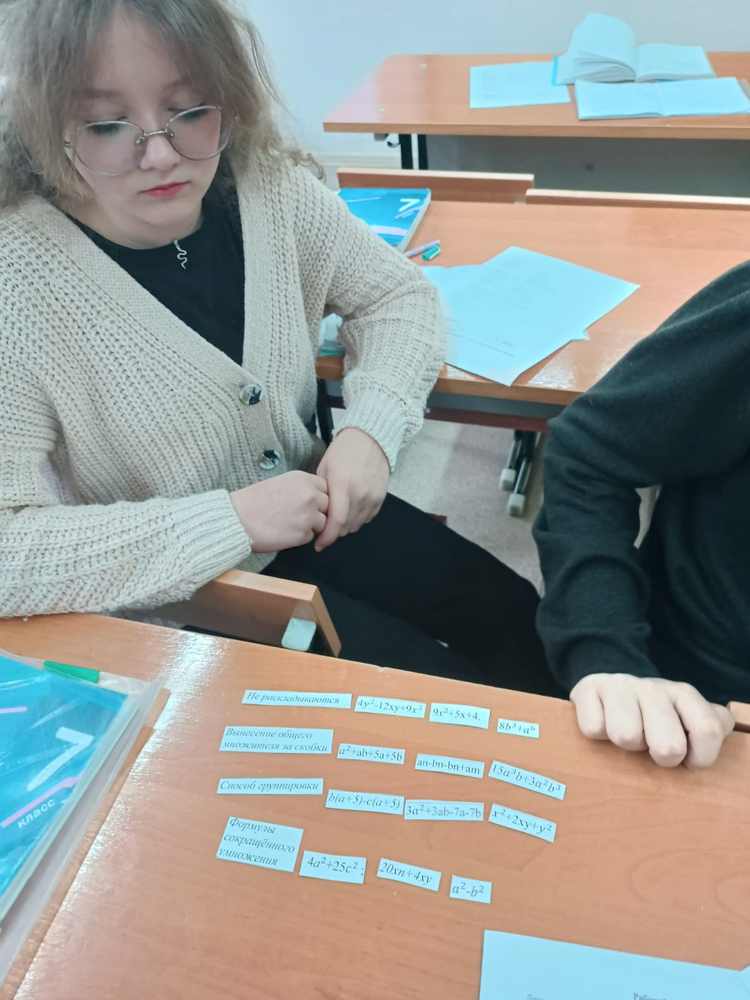 7
Не раскладываются 4y²-12xy+9x² 9x²+5x+4. 8b³+a⁶
Вынесение общего
множителя за скобки a²+ab+5a+5b an-bn-bn+am 15a³b+3a²b³
Способ группировки b(a+5)-c(a+5) 3a²+3ab-7a-7b x²+2xy+y²
Формулы
сокращённого
умножения 4a²+25c² ; 20xn+4xy a²-b²
7
класс